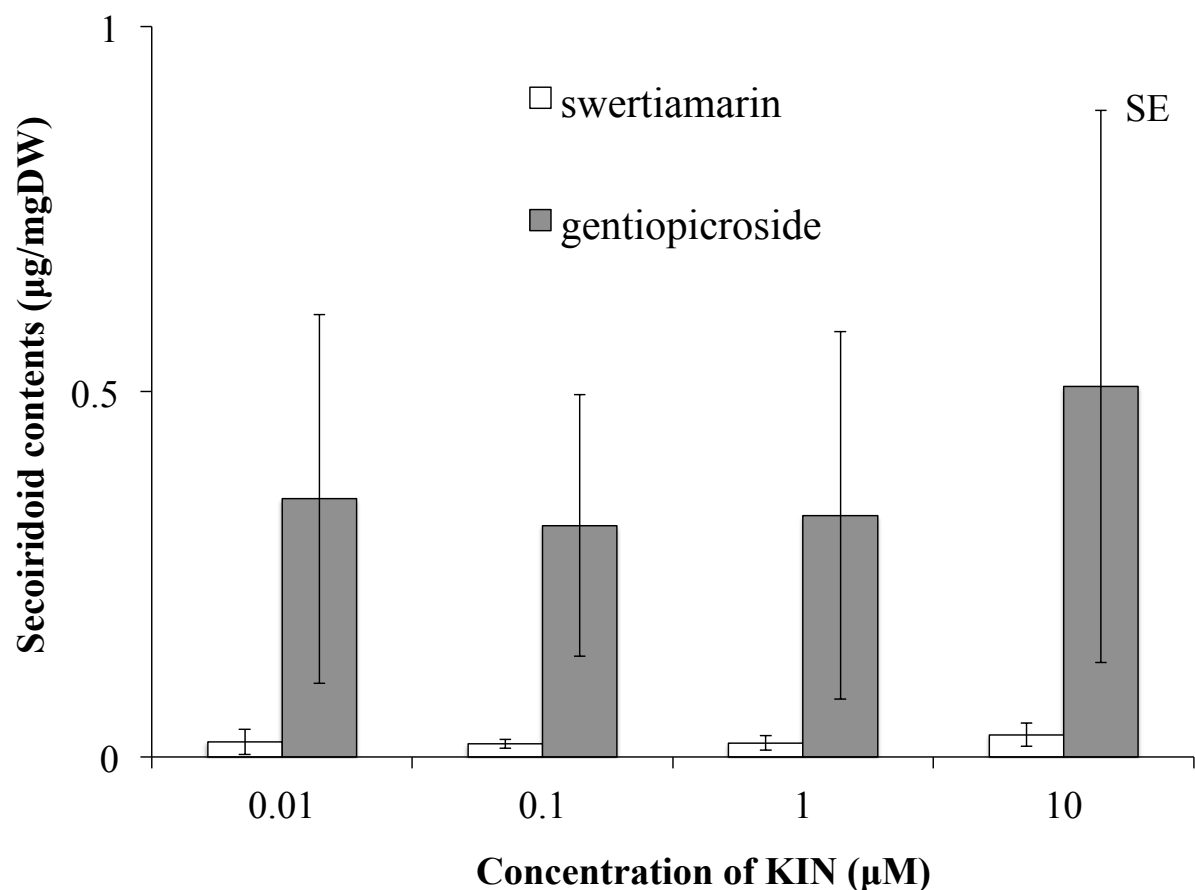 1
swertiamarin
SE
gentiopicroside
0.5
0
Secoiridoid contents (µg/mgDW)
0.01 0.1 1 10
Concentration of KIN (µM)